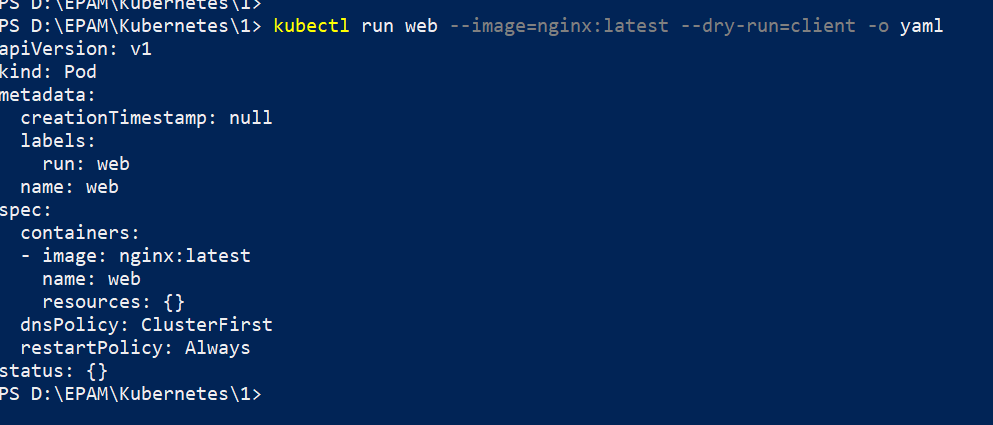 PS D:\EPAM\Kubernetes\1>
PS D:\EPAM\Kubernetes\1> kubectl run web --image=nginx:latest --dry-run=client -o yaml
apiVersion: v1
kind: Pod
metadata:
  creationTimestamp: null
  labels:
    run: web
  name: web
spec:
  containers:
  - image: nginx:latest
    name: web
    resources: {}
  dnsPolicy: ClusterFirst
  restartPolicy: Always
status: {}
PS D:\EPAM\Kubernetes\1>